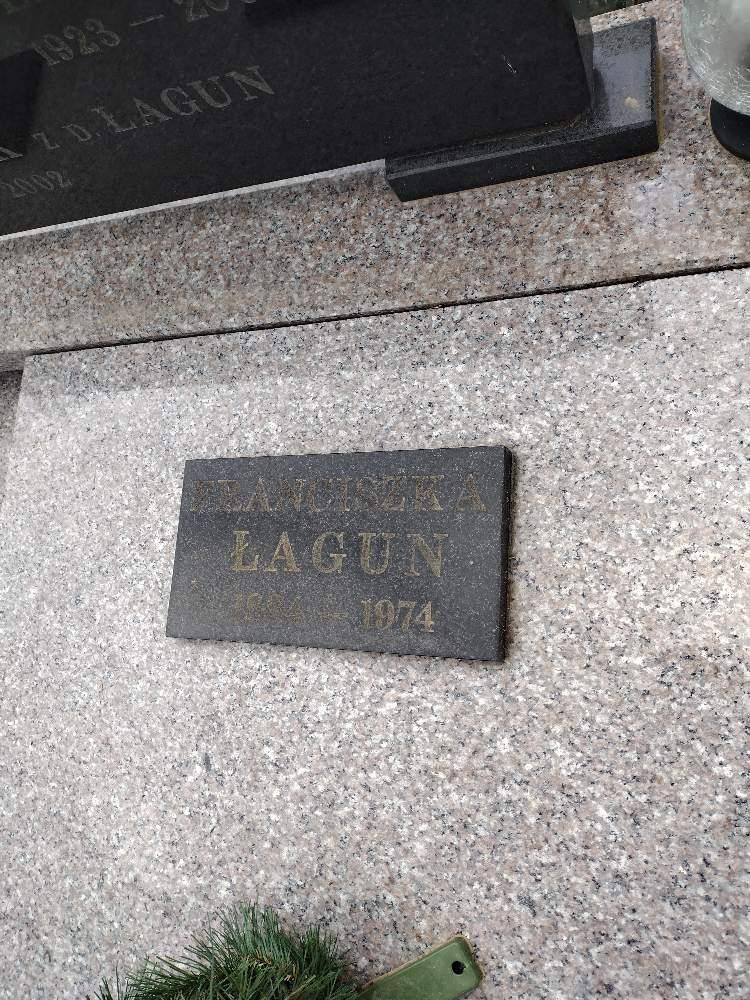 1923 –
Z D. ŁAGUN
2002
FRANCISZKA
ŁAGUN
– 1974